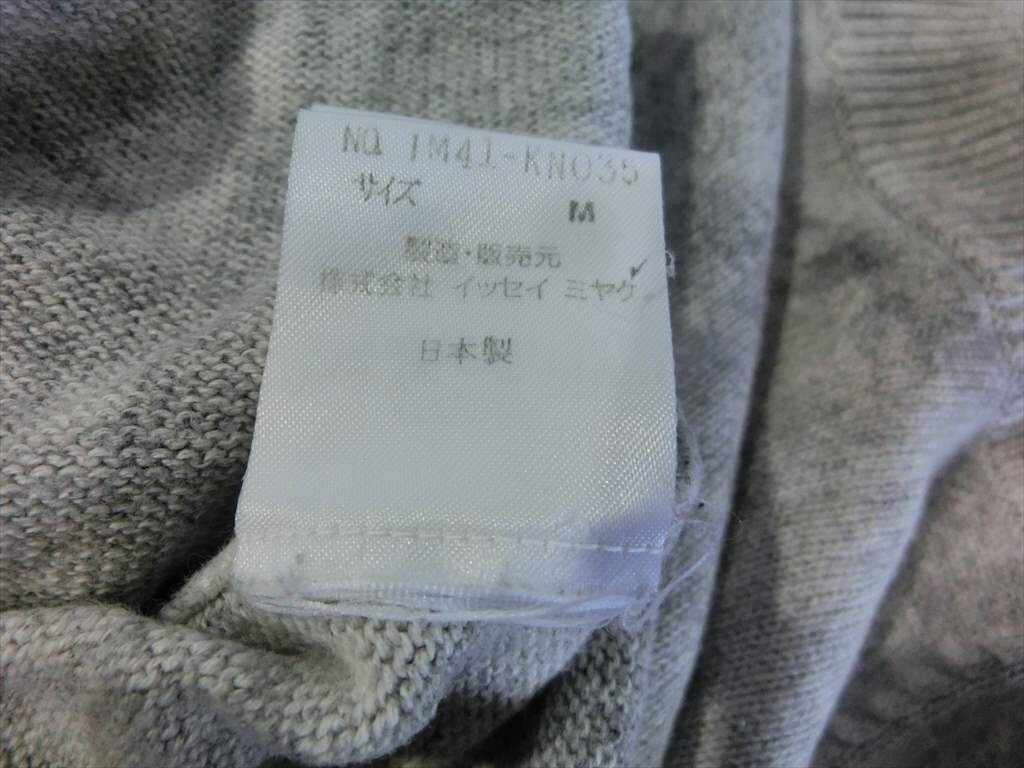 NO. IM41-KN035
サイズ M
製造・販売元
株式会社 イッセイ ミヤケ
日本製